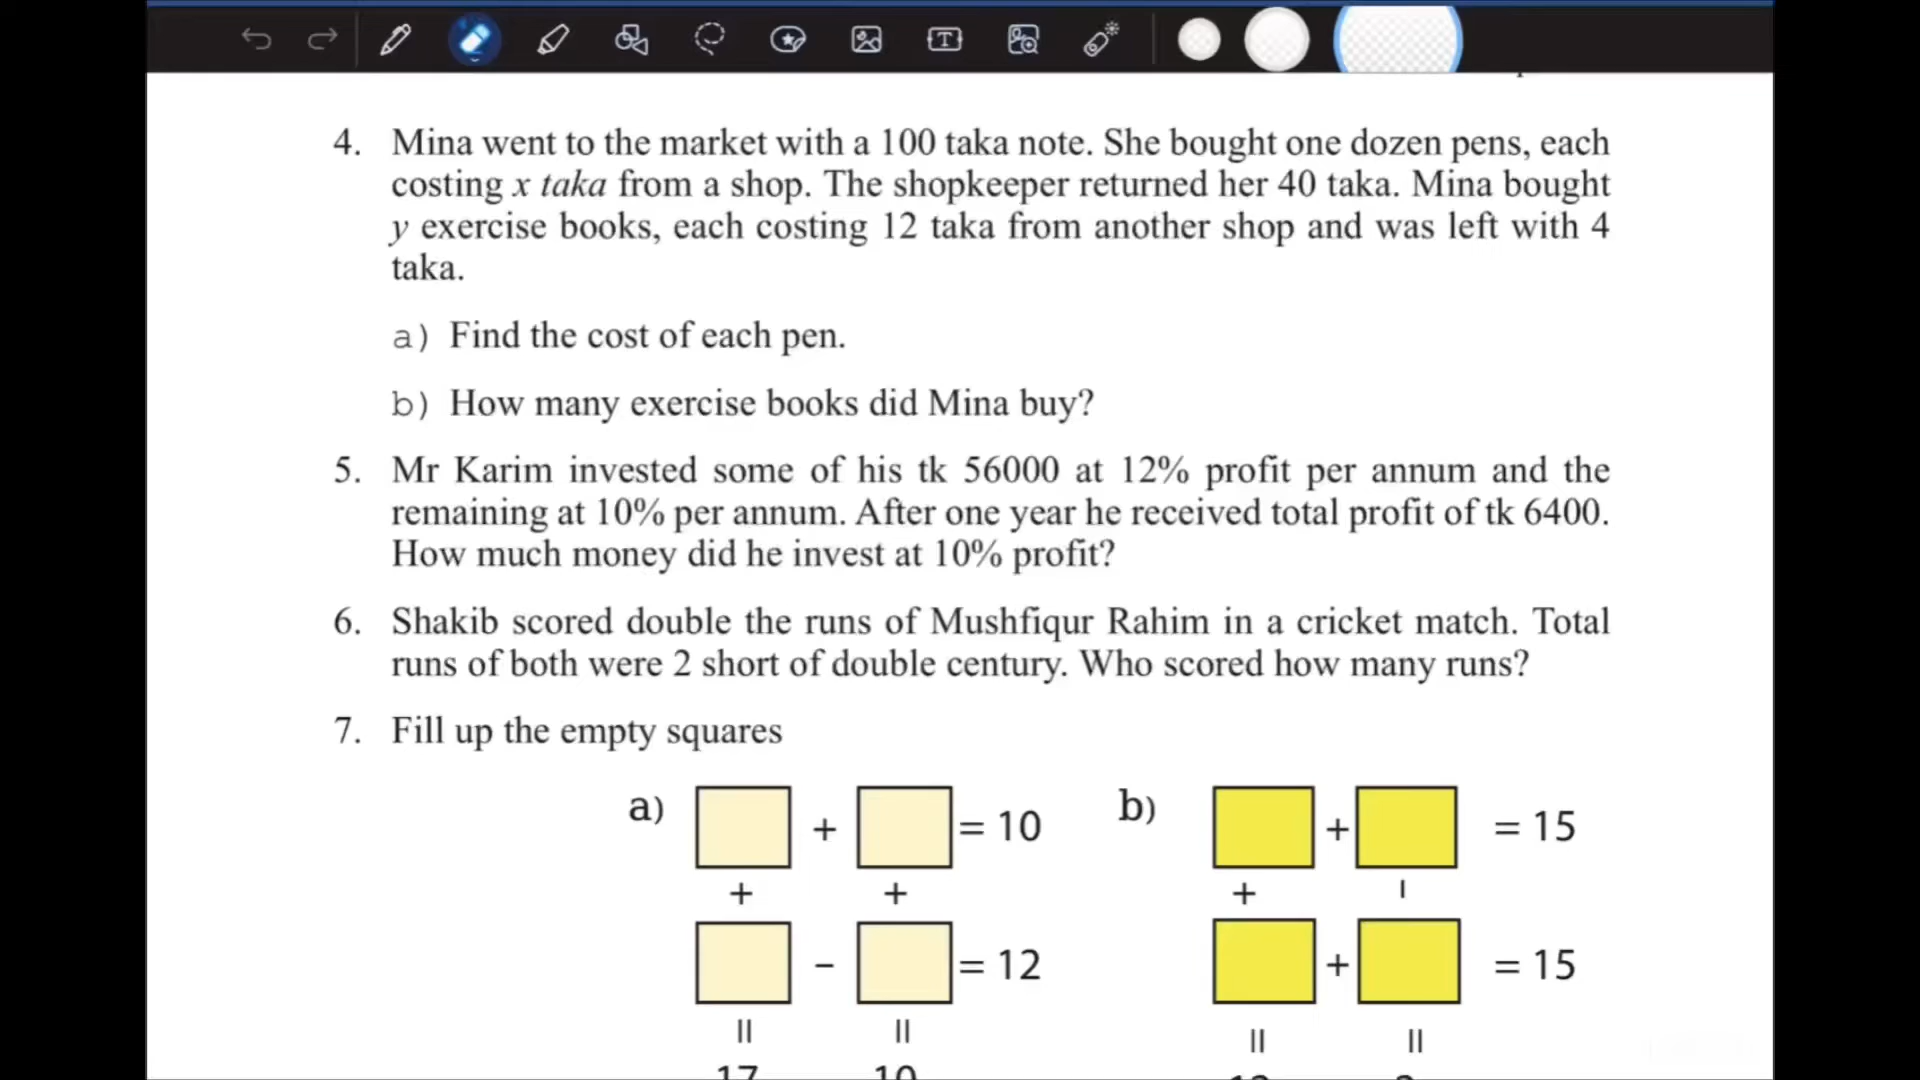 4. Mina went to the market with a 100 taka note. She bought one dozen pens, each
costing x taka from a shop. The shopkeeper returned her 40 taka. Mina bought
y exercise books, each costing 12 taka from another shop and was left with 4
taka.
a) Find the cost of each pen.
b) How many exercise books did Mina buy?
5. Mr Karim invested some of his tk 56000 at 12% profit per annum and the
remaining at 10% per annum. After one year he received total profit of tk 6400.
How much money did he invest at 10% profit?
6. Shakib scored double the runs of Mushfiqur Rahim in a cricket match. Total
runs of both were 2 short of double century. Who scored how many runs?
7. Fill up the empty squares
a) + = 10 b) + = 15
+ + + -
- = 12 + = 15
= = = =
17 10